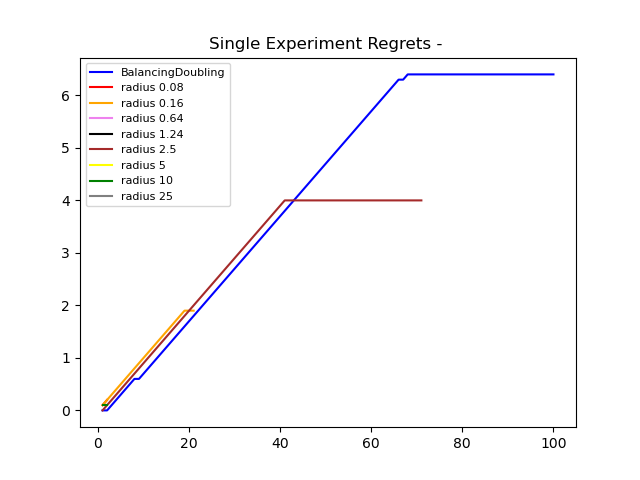 Single Experiment Regrets -
BalancingDoubling
radius 0.08
radius 0.16
radius 0.64
radius 1.24
radius 2.5
radius 5
radius 10
radius 25
6
5
4
3
2
1
0
0 20 40 60 80 100